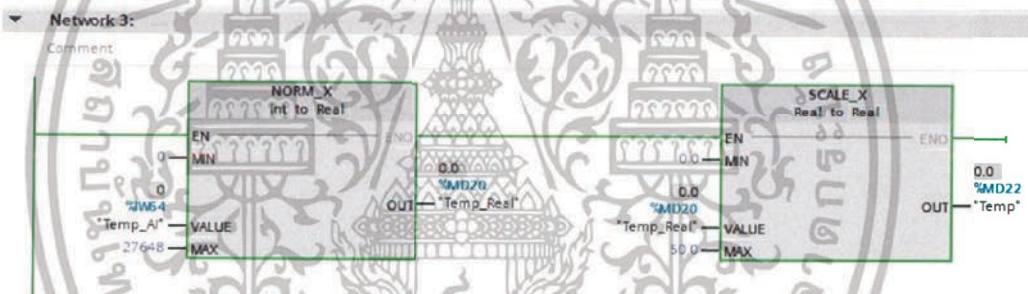 Network 3:
Comment
NORM_X
Int to Real
EN
ENO
0
MIN
0
%IW64
"Temp_AI"
VALUE
27648
MAX
0.0
%MD20
OUT
"Temp_Real"
SCALE_X
Real to Real
EN
ENO
0.0
MIN
0.0
%MD20
"Temp_Real"
VALUE
50.0
MAX
0.0
%MD22
OUT
"Temp"